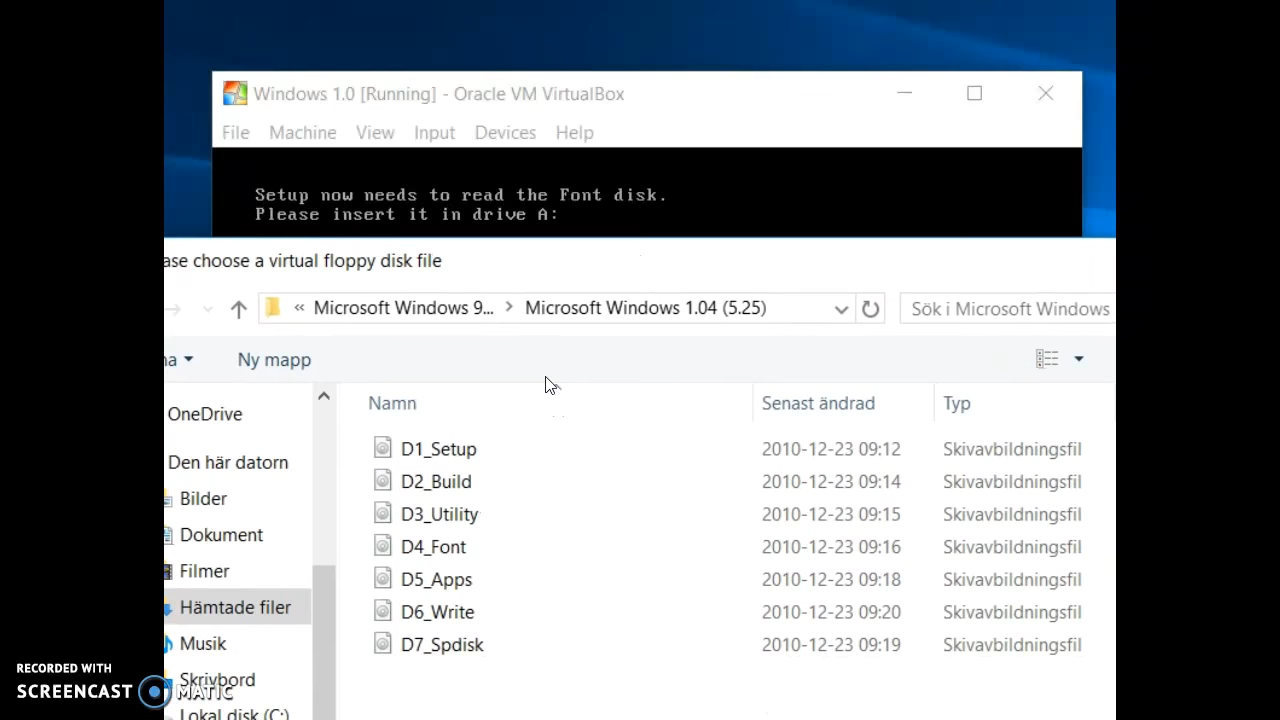 Windows 1.0 [Running] - Oracle VM VirtualBox
File Machine View Input Devices Help
Setup now needs to read the Font disk.
Please insert it in drive A:
ase choose a virtual floppy disk file
« Microsoft Windows 9... > Microsoft Windows 1.04 (5.25)
Sök i Microsoft Windows
na Ny mapp
Namn Senast ändrad Typ
OneDrive
Den här datorn
Bilder
Dokument
Filmer
Hämtade filer
Musik
Skrivbord
Lokal disk (C:)
D1_Setup 2010-12-23 09:12 Skivavbildningsfil
D2_Build 2010-12-23 09:14 Skivavbildningsfil
D3_Utility 2010-12-23 09:15 Skivavbildningsfil
D4_Font 2010-12-23 09:16 Skivavbildningsfil
D5_Apps 2010-12-23 09:18 Skivavbildningsfil
D6_Write 2010-12-23 09:20 Skivavbildningsfil
D7_Spdisk 2010-12-23 09:19 Skivavbildningsfil
RECORDED WITH
SCREENCAST MATIC